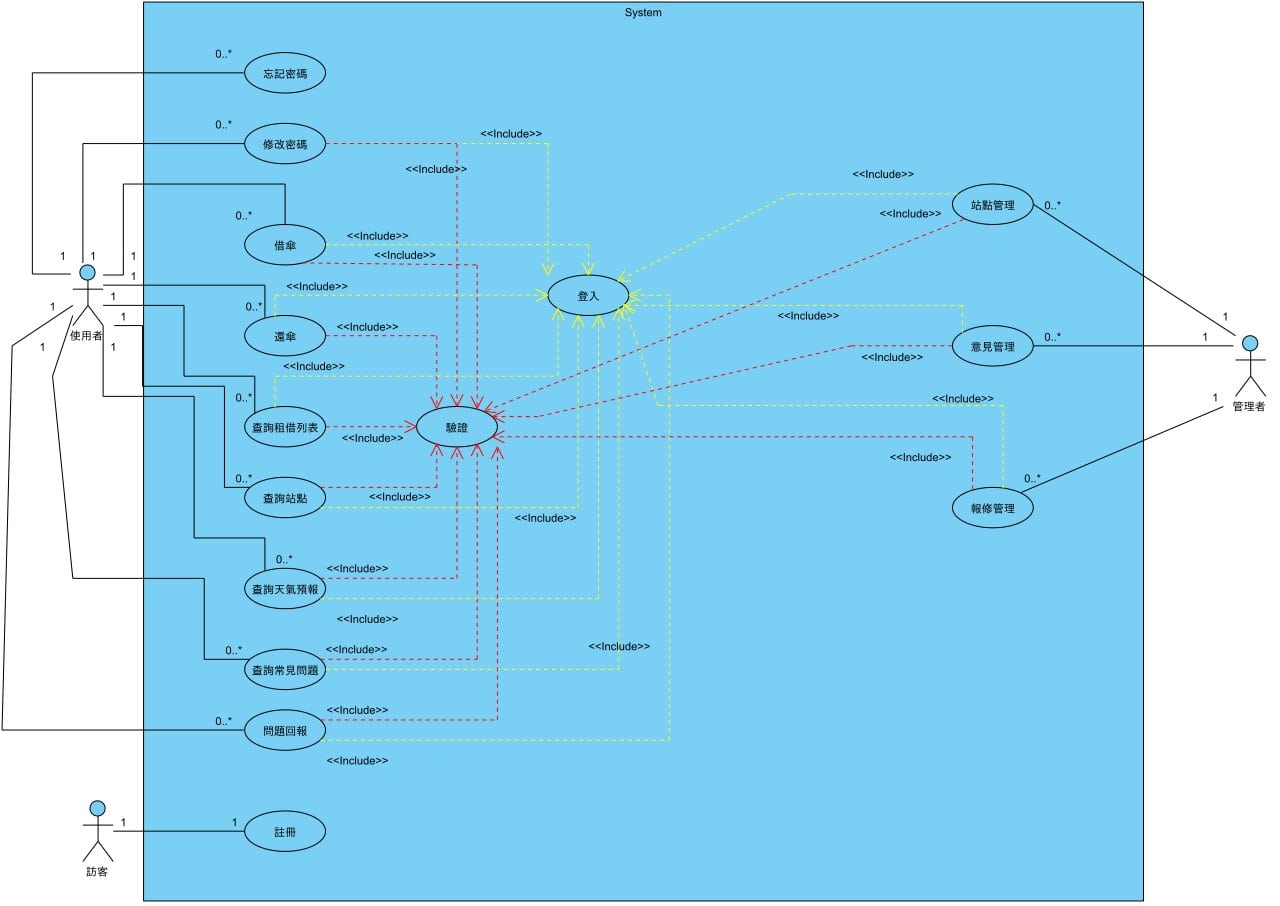 System
0..*
忘記密碼
0..*
修改密碼
<<Include>>
<<Include>>
<<Include>>
站點管理
0..*
<<Include>>
0..*
借傘
<<Include>>
<<Include>>
1
1
1
1
使用者
1
1
1
1
1
<<Include>>
登入
0..*
還傘
<<Include>>
<<Include>>
意見管理
0..*
1
1
管理者
1
<<Include>>
<<Include>>
0..*
查詢租借列表
<<Include>>
驗證
<<Include>>
<<Include>>
0..*
查詢站點
<<Include>>
<<Include>>
報修管理
0..*
0..*
查詢天氣預報
<<Include>>
<<Include>>
0..*
查詢常見問題
<<Include>>
<<Include>>
0..*
問題回報
<<Include>>
<<Include>>
訪客
1
1
註冊